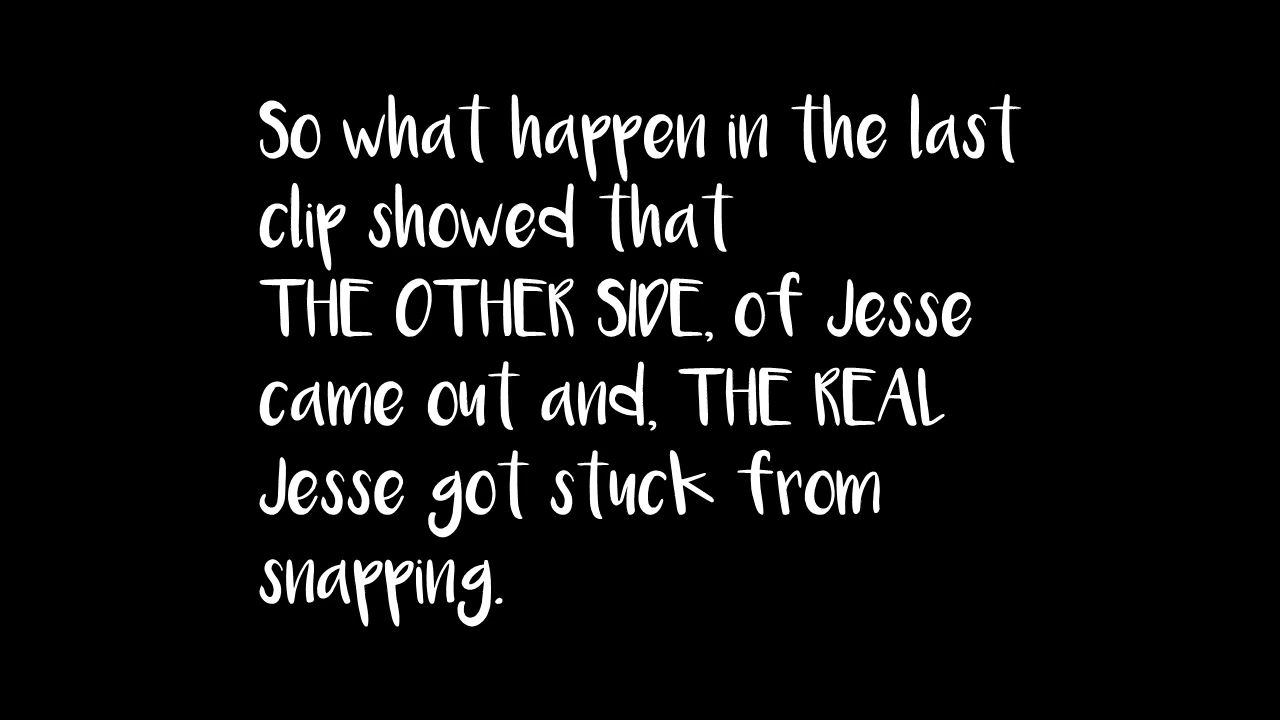 So what happen in the last
clip showed that
THE OTHER SIDE, of Jesse
came out and, THE REAL
Jesse got stuck from
snapping.